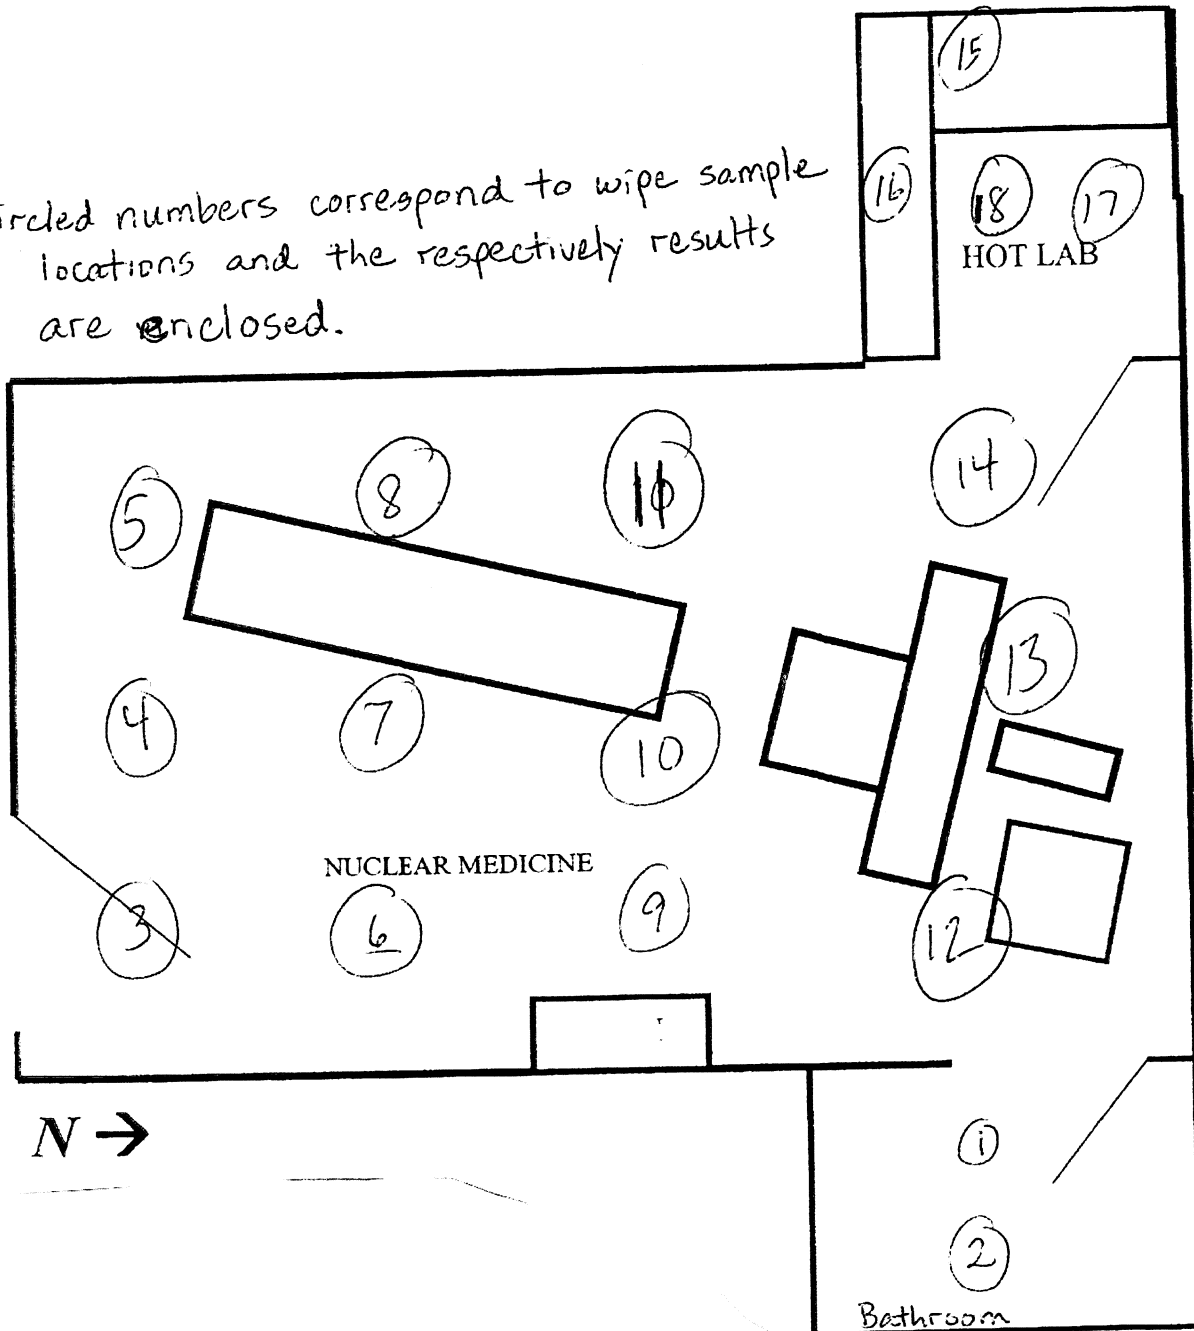 15
ircled numbers correspond to wipe sample
16 18 17
locations and the respectively results
HOT LAB
are enclosed.
5 8 11 14
13
4 7 10
NUCLEAR MEDICINE
3 6 9 12
N →
1
2
Bathroom